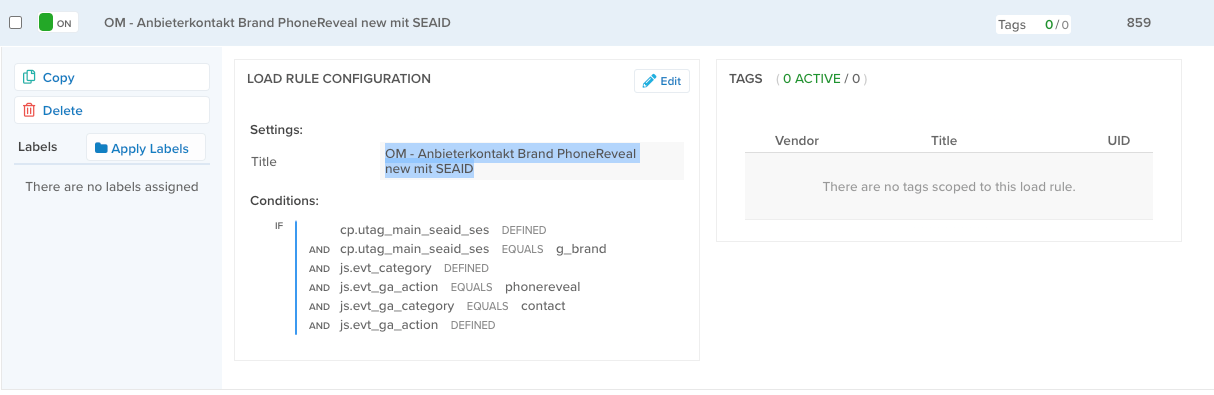 ON OM - Anbieterkontakt Brand PhoneReveal new mit SEAID Tags 0 / 0 859
Copy
Delete
Labels Apply Labels
There are no labels assigned
LOAD RULE CONFIGURATION Edit
Settings:
Title OM - Anbieterkontakt Brand PhoneReveal
new mit SEAID
Conditions:
IF cp.utag_main_seaid_ses DEFINED
AND cp.utag_main_seaid_ses EQUALS g_brand
AND js.evt_category DEFINED
AND js.evt_ga_action EQUALS phonereveal
AND js.evt_ga_category EQUALS contact
AND js.evt_ga_action DEFINED
TAGS ( 0 ACTIVE / 0 )
Vendor Title UID
There are no tags scoped to this load rule.